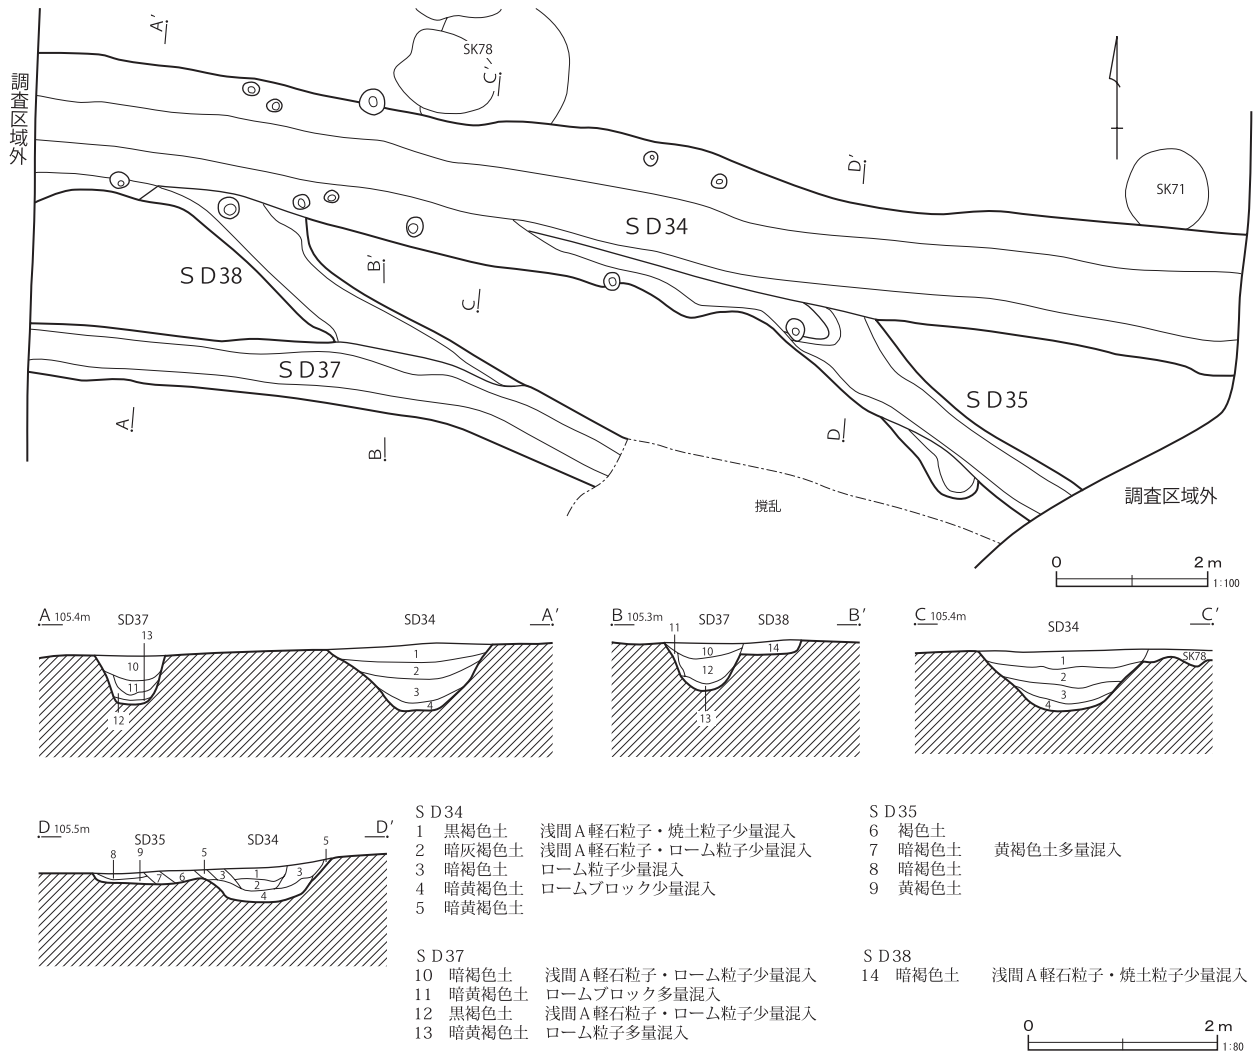 A′
SK78
C′
調査区域外
D′
SK71
SD34
SD38
B′
C
SD37
SD35
A
B
D
調査区域外
撹乱
0 2m
1:100
A 105.4m SD37 SD34 A′
13
10
11
12
1
2
3
4
B 105.3m SD37 SD38 B′
11
10
12
13
14
C 105.4m SD34 C′
1
2
3
4
SK78
D 105.5m SD35 SD34 D′
8 9 5 5
7 6 3 1 3
2
4
SD34
1 黒褐色土 浅間A軽石粒子・焼土粒子少量混入
2 暗灰褐色土 浅間A軽石粒子・ローム粒子少量混入
3 暗褐色土 ローム粒子少量混入
4 暗黄褐色土 ロームブロック少量混入
5 暗黄褐色土
SD35
6 褐色土
7 暗褐色土 黄褐色土多量混入
8 暗褐色土
9 黄褐色土
SD37
10 暗褐色土 浅間A軽石粒子・ローム粒子少量混入
11 暗黄褐色土 ロームブロック多量混入
12 黒褐色土 浅間A軽石粒子・ローム粒子少量混入
13 暗黄褐色土 ローム粒子多量混入
SD38
14 暗褐色土 浅間A軽石粒子・焼土粒子少量混入
0 2m
1:80